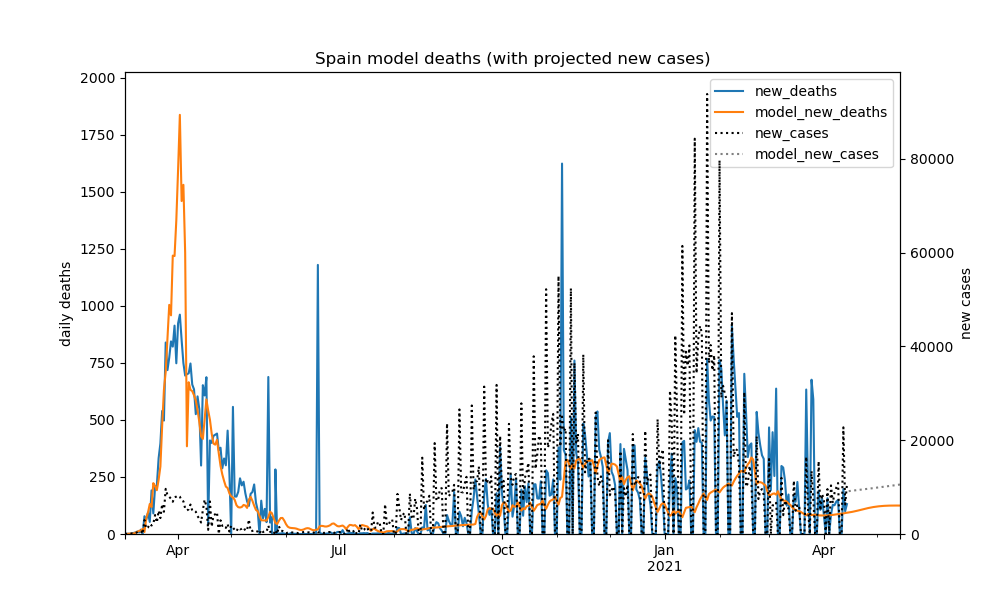 Spain model deaths (with projected new cases)
2000
1750
1500
1250
1000
750
500
250
0
daily deaths
new_deaths
model_new_deaths
new_cases
model_new_cases
80000
60000
40000
20000
0
new cases
Apr
Jul
Oct
Jan
2021
Apr